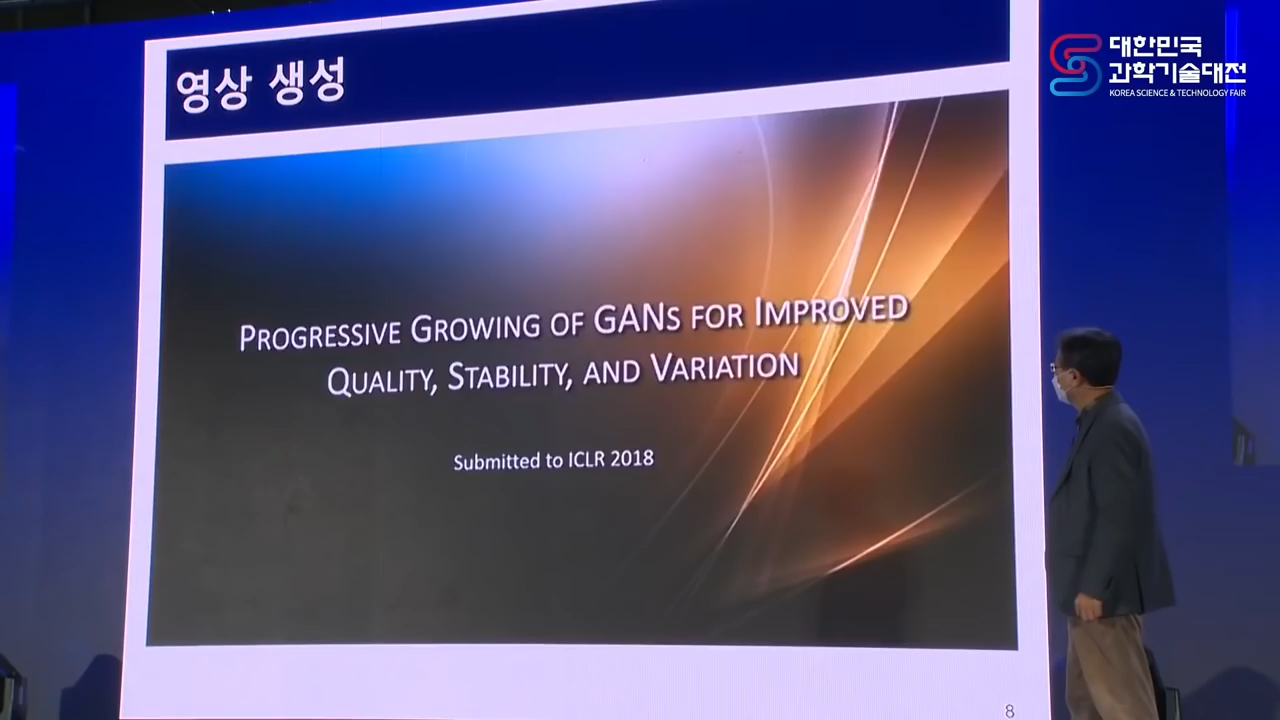 영상 생성
대한민국
과학기술대전
KOREA SCIENCE & TECHNOLOGY FAIR
PROGRESSIVE GROWING OF GANS FOR IMPROVED
QUALITY, STABILITY, AND VARIATION
Submitted to ICLR 2018
8